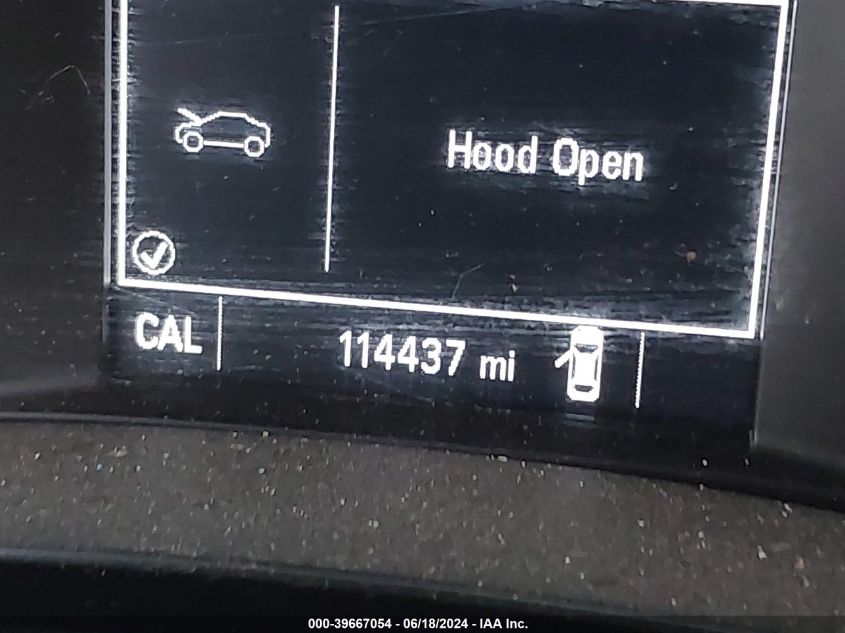 Hood Open
CAL
114437 mi
000-39667054 - 06/18/2024 - IAA Inc.